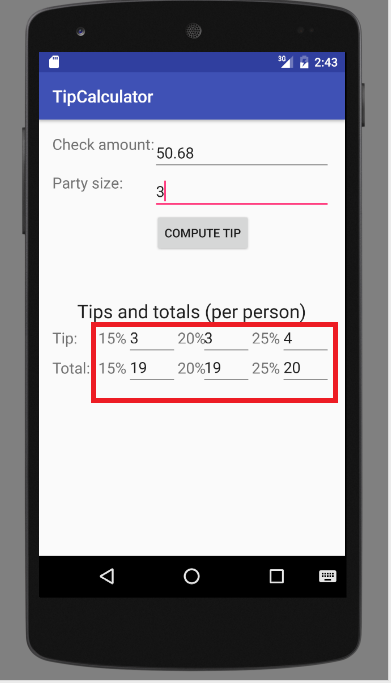 3G 2:43
TipCalculator
Check amount: 50.68
Party size: 3
COMPUTE TIP
Tips and totals (per person)
Tip: 15% 3 20% 3 25% 4
Total: 15% 19 20% 19 25% 20